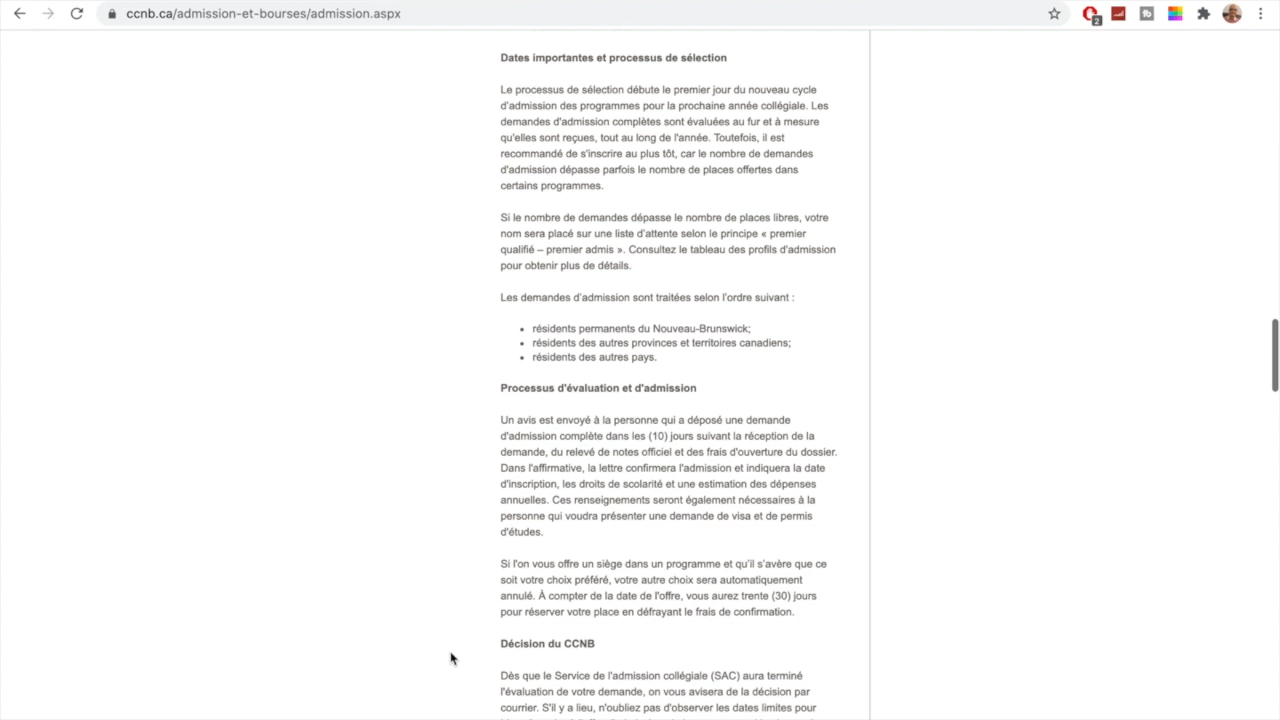 ccnb.ca/admission-et-bourses/admission.aspx
2
Dates importantes et processus de sélection
Le processus de sélection débute le premier jour du nouveau cycle
d'admission des programmes pour la prochaine année collégiale. Les
demandes d'admission complètes sont évaluées au fur et à mesure
qu'elles sont reçues, tout au long de l'année. Toutefois, il est
recommandé de s'inscrire au plus tôt, car le nombre de demandes
d'admission dépasse parfois le nombre de places offertes dans
certains programmes.
Si le nombre de demandes dépasse le nombre de places libres, votre
nom sera placé sur une liste d'attente selon le principe « premier
qualifié – premier admis ». Consultez le tableau des profils d'admission
pour obtenir plus de détails.
Les demandes d'admission sont traitées selon l'ordre suivant :
• résidents permanents du Nouveau-Brunswick;
• résidents des autres provinces et territoires canadiens;
• résidents des autres pays.
Processus d'évaluation et d'admission
Un avis est envoyé à la personne qui a déposé une demande
d'admission complète dans les (10) jours suivant la réception de la
demande, du relevé de notes officiel et des frais d'ouverture du dossier.
Dans l'affirmative, la lettre confirmera l'admission et indiquera la date
d'inscription, les droits de scolarité et une estimation des dépenses
annuelles. Ces renseignements seront également nécessaires à la
personne qui voudra présenter une demande de visa et de permis
d'études.
Si l'on vous offre un siège dans un programme et qu'il s'avère que ce
soit votre choix préféré, votre autre choix sera automatiquement
annulé. À compter de la date de l'offre, vous aurez trente (30) jours
pour réserver votre place en défrayant le frais de confirmation.
Décision du CCNB
Dès que le Service de l'admission collégiale (SAC) aura terminé
l'évaluation de votre demande, on vous avisera de la décision par
courrier. S'il y a lieu, n'oubliez pas d'observer les dates limites pour